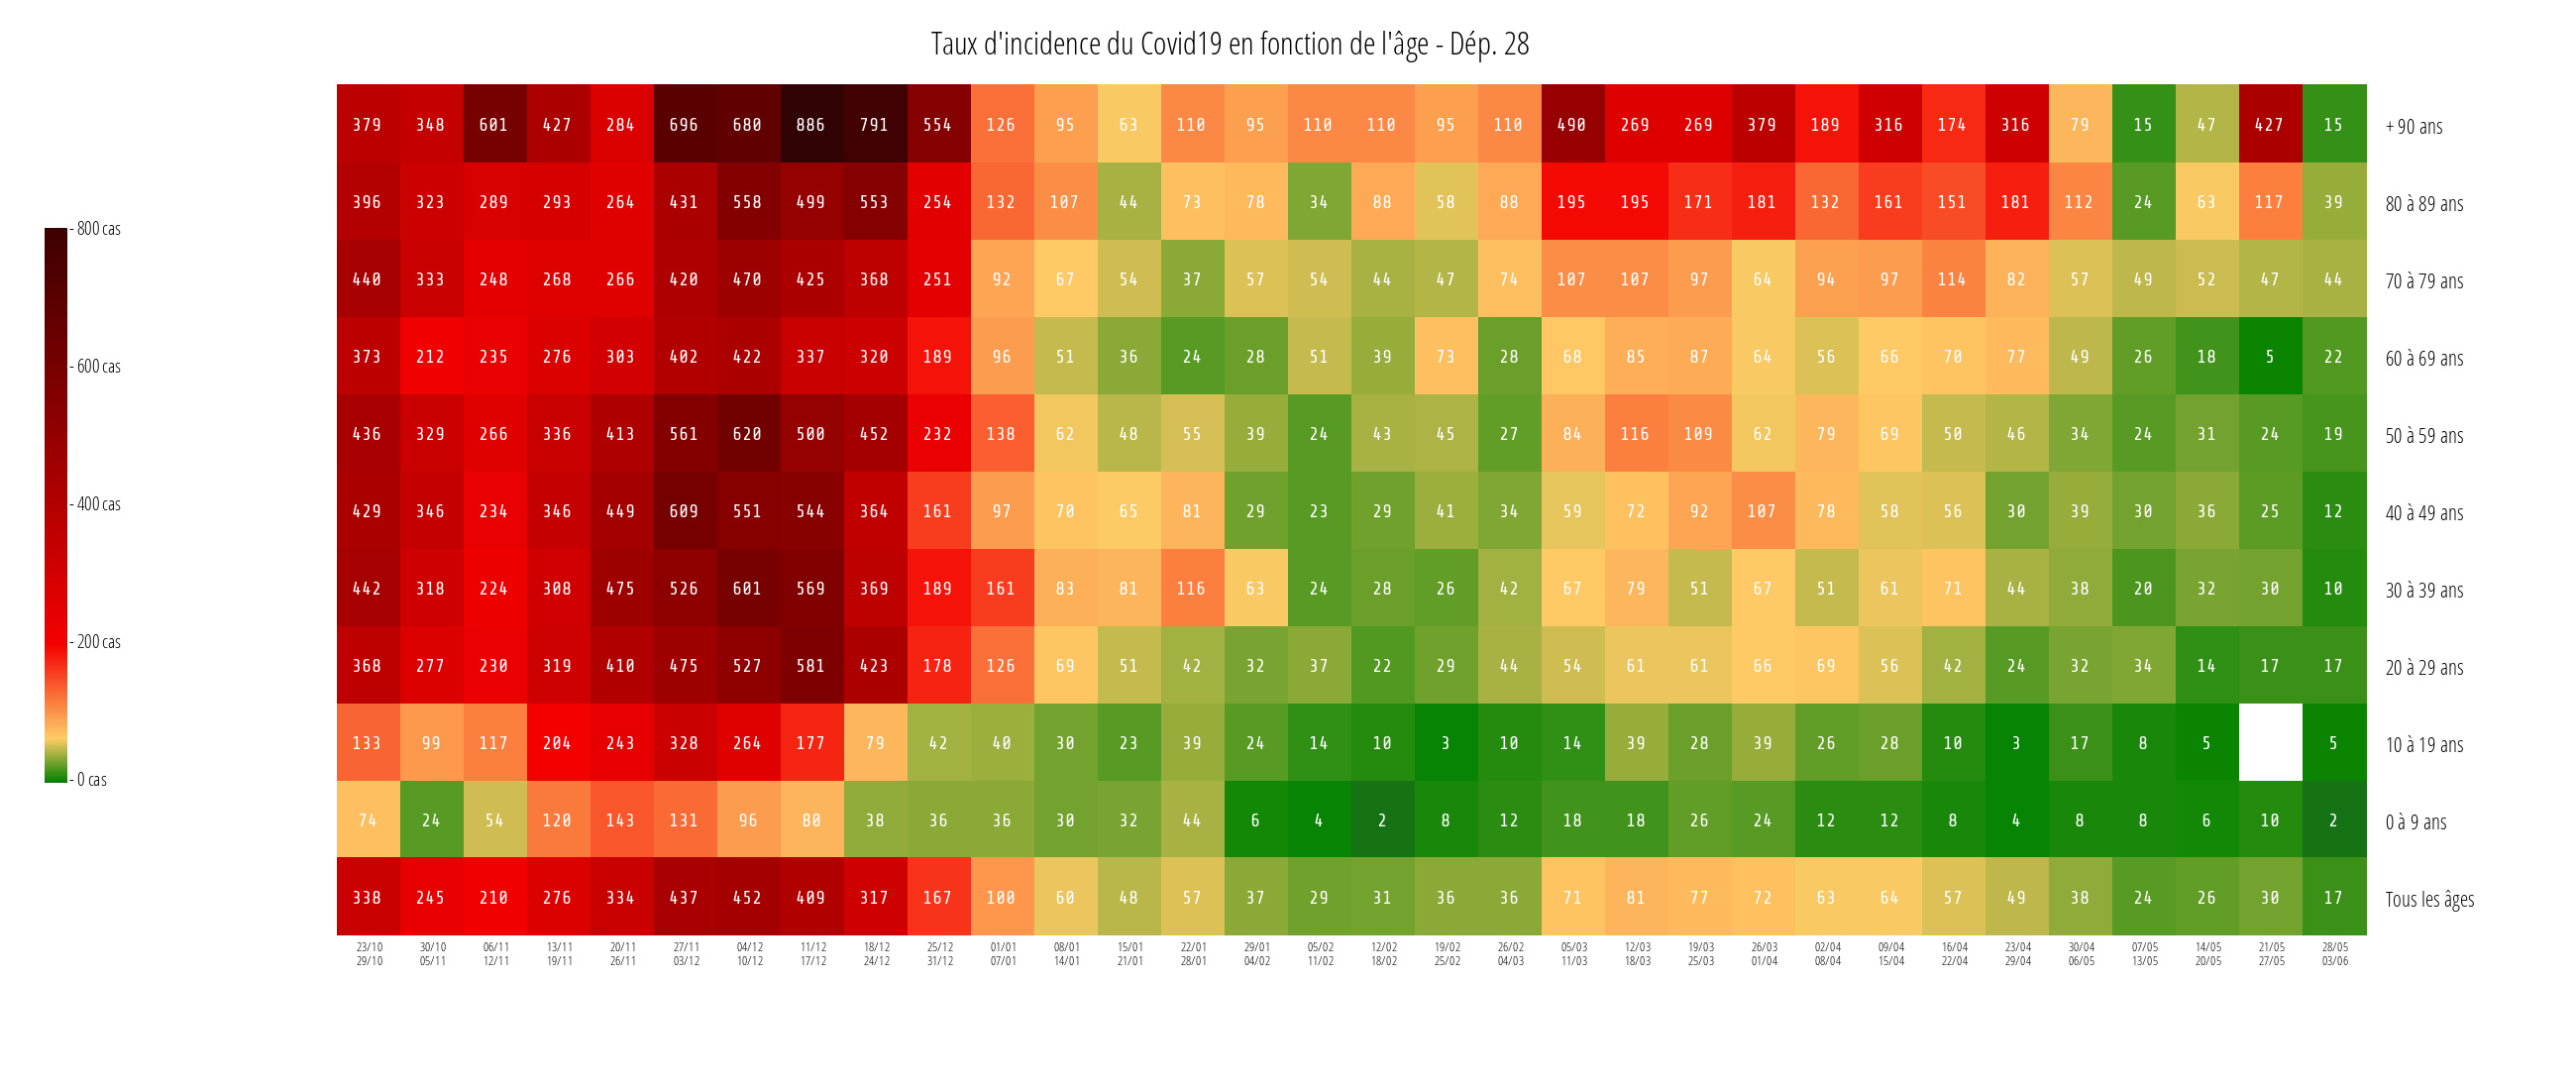 Taux d'incidence du Covid19 en fonction de l'âge - Dép. 28
- 800 cas
- 600 cas
- 400 cas
- 200 cas
- 0 cas
379 348 601 427 284 696 680 886 791 554 126 95 63 110 95 110 110 95 110 490 269 269 379 189 316 174 316 79 15 47 427 15 + 90 ans
396 323 289 293 264 431 558 499 553 254 132 107 44 73 78 34 88 58 88 195 195 171 181 132 161 151 181 112 24 63 117 39 80 à 89 ans
440 333 248 268 266 420 470 425 368 251 92 67 54 37 57 54 44 47 74 107 107 97 64 94 97 114 82 57 49 52 47 44 70 à 79 ans
373 212 235 276 303 402 422 337 320 189 96 51 36 24 28 51 39 73 28 68 85 87 64 56 66 70 77 49 26 18 5 22 60 à 69 ans
436 329 266 336 413 561 620 500 452 232 138 62 48 55 39 24 43 45 27 84 116 109 62 79 69 50 46 34 24 31 24 19 50 à 59 ans
429 346 234 346 449 609 551 544 364 161 97 70 65 81 29 23 29 41 34 59 72 92 107 78 58 56 30 39 30 36 25 12 40 à 49 ans
442 318 224 308 475 526 601 569 369 189 161 83 81 116 63 24 28 26 42 67 79 51 67 51 61 71 44 38 20 32 30 10 30 à 39 ans
368 277 230 319 410 475 527 581 423 178 126 69 51 42 32 37 22 29 44 54 61 61 66 69 56 42 24 32 34 14 17 17 20 à 29 ans
133 99 117 204 243 328 264 177 79 42 40 30 23 39 24 14 10 3 10 14 39 28 39 26 28 10 3 17 8 5 5 10 à 19 ans
74 24 54 120 143 131 96 80 38 36 36 30 32 44 6 4 2 8 12 18 18 26 24 12 12 8 4 8 8 6 10 2 0 à 9 ans
338 245 210 276 334 437 452 409 317 167 100 60 48 57 37 29 31 36 36 71 81 77 72 63 64 57 49 38 24 26 30 17 Tous les âges
23/10 30/10 06/11 13/11 20/11 27/11 04/12 11/12 18/12 25/12 01/01 08/01 15/01 22/01 29/01 05/02 12/02 19/02 26/02 05/03 12/03 19/03 26/03 02/04 09/04 16/04 23/04 30/04 07/05 14/05 21/05 28/05
29/10 05/11 12/11 19/11 26/11 03/12 10/12 17/12 24/12 31/12 07/01 14/01 21/01 28/01 04/02 11/02 18/02 25/02 04/03 11/03 18/03 25/03 01/04 08/04 15/04 22/04 29/04 06/05 13/05 20/05 27/05 03/06